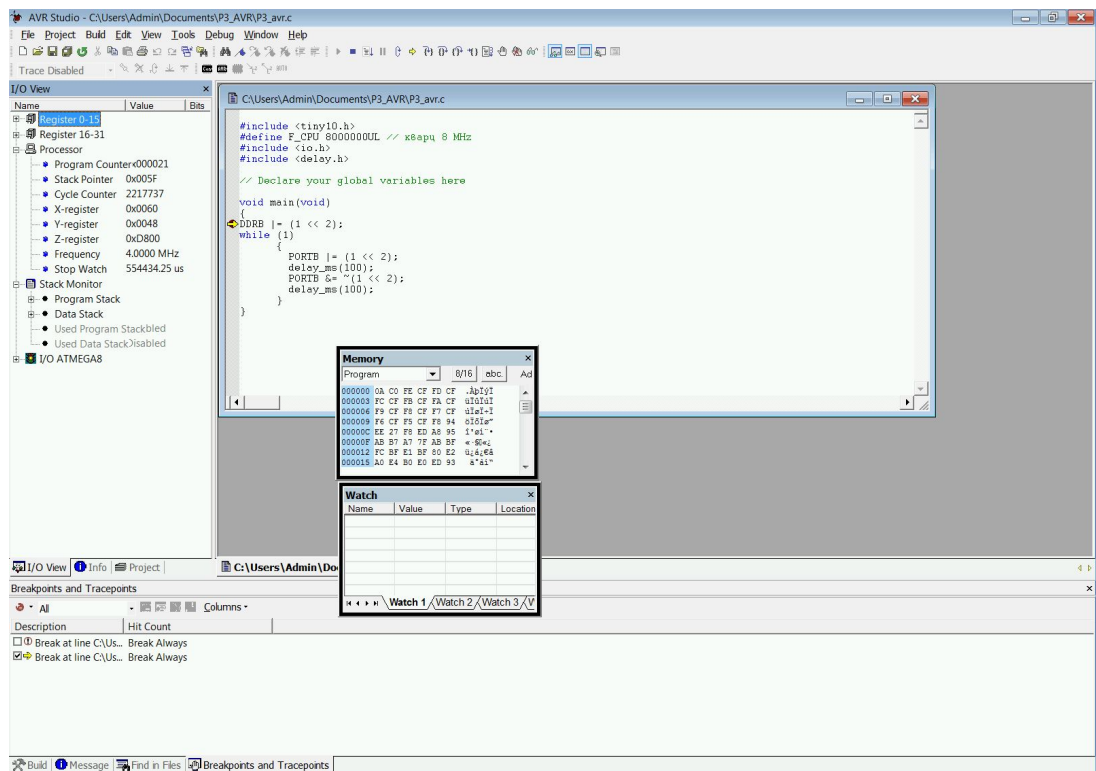 AVR Studio - C:\Users\Admin\Documents\P3_AVR\P3_avr.c
File Project Build Edit View Tools Debug Window Help
Trace Disabled
I/O View
Name Value Bits
Register 0-15
Register 16-31
Processor
Program Counter 000021
Stack Pointer 0x005F
Cycle Counter 2217737
X-register 0x0060
Y-register 0x0048
Z-register 0xD800
Frequency 4.0000 MHz
Stop Watch 554434.25 us
Stack Monitor
Program Stack
Data Stack
Used Program Stackbled
Used Data Stack Disabled
I/O ATMEGA8
I/O View Info Project
C:\Users\Admin\Documents\P3_AVR\P3_avr.c
#include <tiny10.h>
#define F_CPU 8000000UL // кварц 8 MHz
#include <io.h>
#include <delay.h>
// Declare your global variables here
void main(void)
{
DDRB |= (1 << 2);
while (1)
{
PORTB |= (1 << 2);
delay_ms(100);
PORTB &= ~(1 << 2);
delay_ms(100);
}
}
C:\Users\Admin\Do
Memory
Program 8/16 abc. Ad
000000 0A C0 FE CF FD CF
000003 FC CF FB CF FA CF
000006 F9 CF F8 CF F7 CF
000009 F6 CF F5 CF F8 94
00000C EE 27 F8 ED A8 95
00000F AB B7 A7 7F AB BF
000012 FC BF E1 BF 80 E2
000015 A0 E4 B0 E0 ED 93
Watch
Name Value Type Location
Watch 1 Watch 2 Watch 3
Breakpoints and Tracepoints
All Columns
Description Hit Count
Break at line C:\Us... Break Always
Break at line C:\Us... Break Always
Build Message Find in Files Breakpoints and Tracepoints